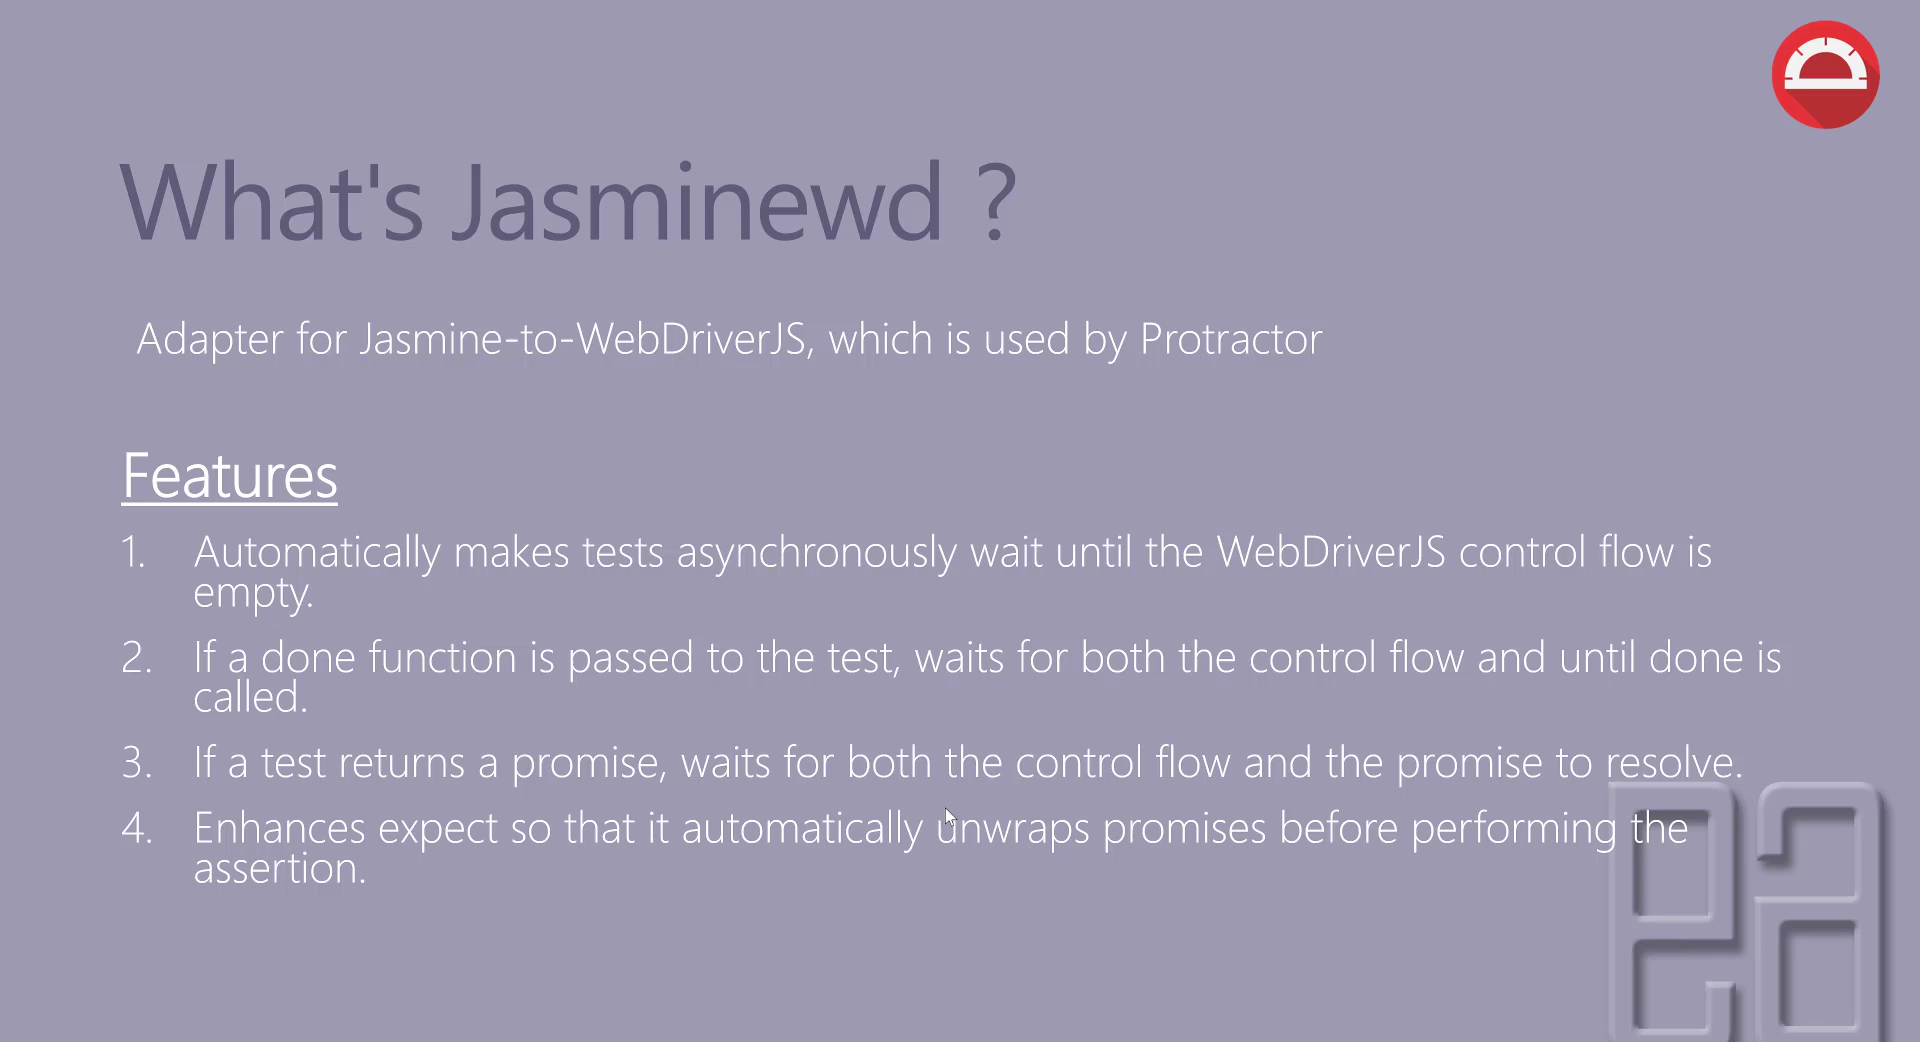 What's Jasminewd ?
Adapter for Jasmine-to-WebDriverJS, which is used by Protractor
Features
1. Automatically makes tests asynchronously wait until the WebDriverJS control flow is
empty.
2. If a done function is passed to the test, waits for both the control flow and until done is
called.
3. If a test returns a promise, waits for both the control flow and the promise to resolve.
4. Enhances expect so that it automatically unwraps promises before performing the
assertion.
ea